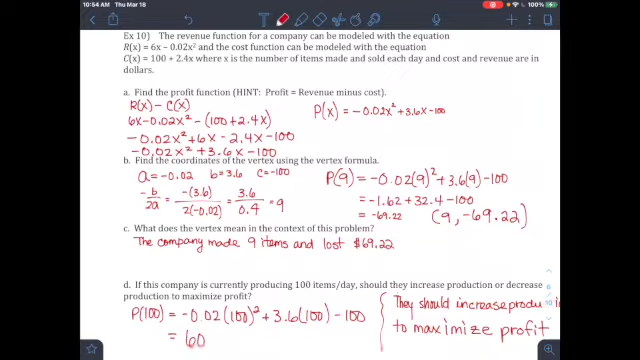 10:54 AM Thu Mar 18
Ex 10) The revenue function for a company can be modeled with the equation
R(x) = 6x – 0.02x² and the cost function can be modeled with the equation
C(x) = 100 + 2.4x where x is the number of items made and sold each day and cost and revenue are in
dollars.
a. Find the profit function (HINT: Profit = Revenue minus cost).
R(x) – C(x)
6x – 0.02x² – (100 + 2.4x)
– 0.02x² + 6x – 2.4x – 100
– 0.02x² + 3.6x – 100
P(x) = – 0.02x² + 3.6x – 100
b. Find the coordinates of the vertex using the vertex formula.
a = – 0.02 b = 3.6 c = –100
–b/2a = –(3.6)/2(–0.02) = 3.6/0.4 = 9
P(9) = –0.02(9)² + 3.6(9) – 100
= –1.62 + 32.4 – 100
= –69.22 (9, –69.22)
c. What does the vertex mean in the context of this problem?
The company made 9 items and lost $69.22
d. If this company is currently producing 100 items/day, should they increase production or decrease
production to maximize profit?
P(100) = –0.02(100)² + 3.6(100) – 100
= 60
They should increase produ
to maximize profit